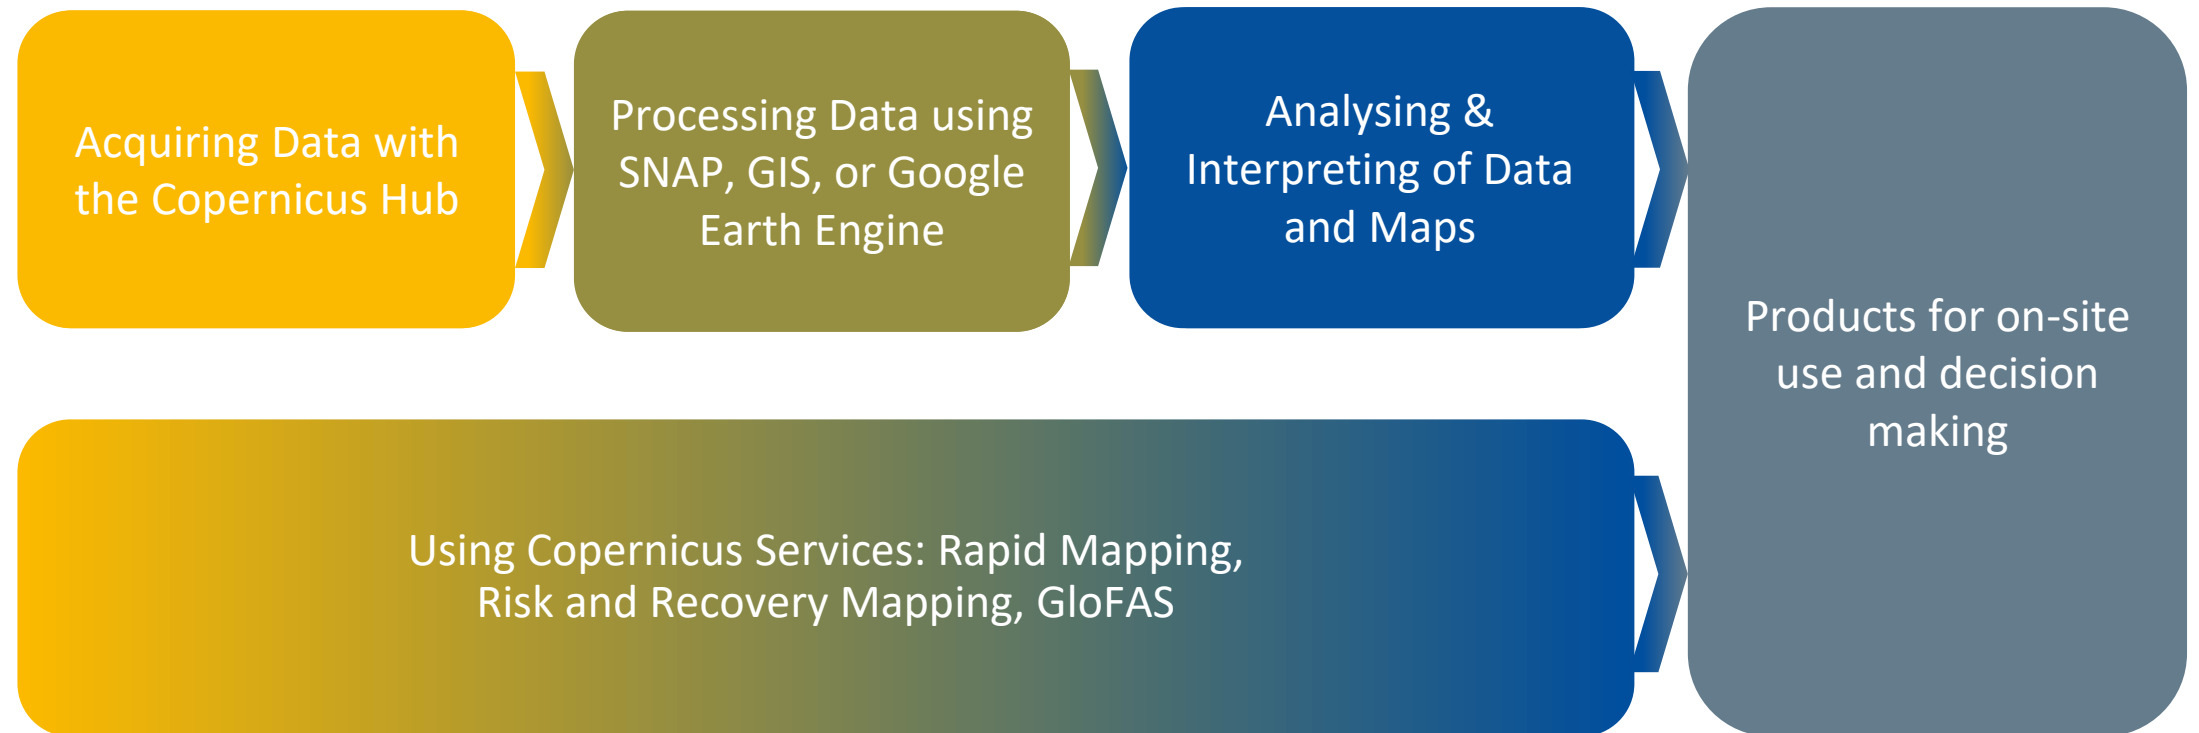 Acquiring Data with
the Copernicus Hub
Processing Data using
SNAP, GIS, or Google
Earth Engine
Analysing &
Interpreting of Data
and Maps
Products for on-site
use and decision
making
Using Copernicus Services: Rapid Mapping,
Risk and Recovery Mapping, GloFAS